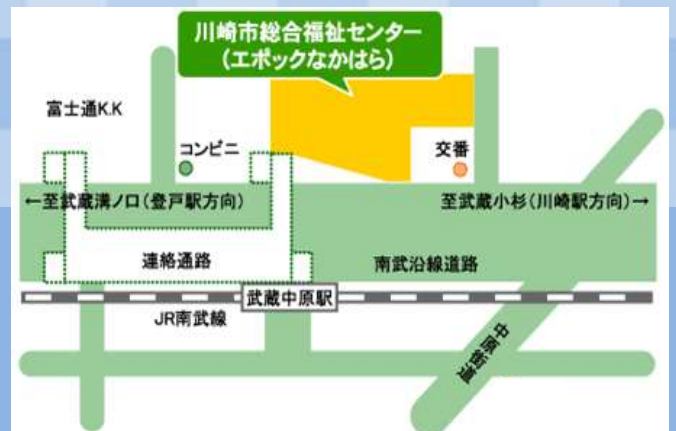 川崎市総合福祉センター
(エポックなかはら)
富士通K.K
コンビニ
交番
←至武蔵溝ノ口(登戸駅方向)
至武蔵小杉(川崎駅方向)→
連絡通路
南武沿線道路
武蔵中原駅
JR南武線
中原街道